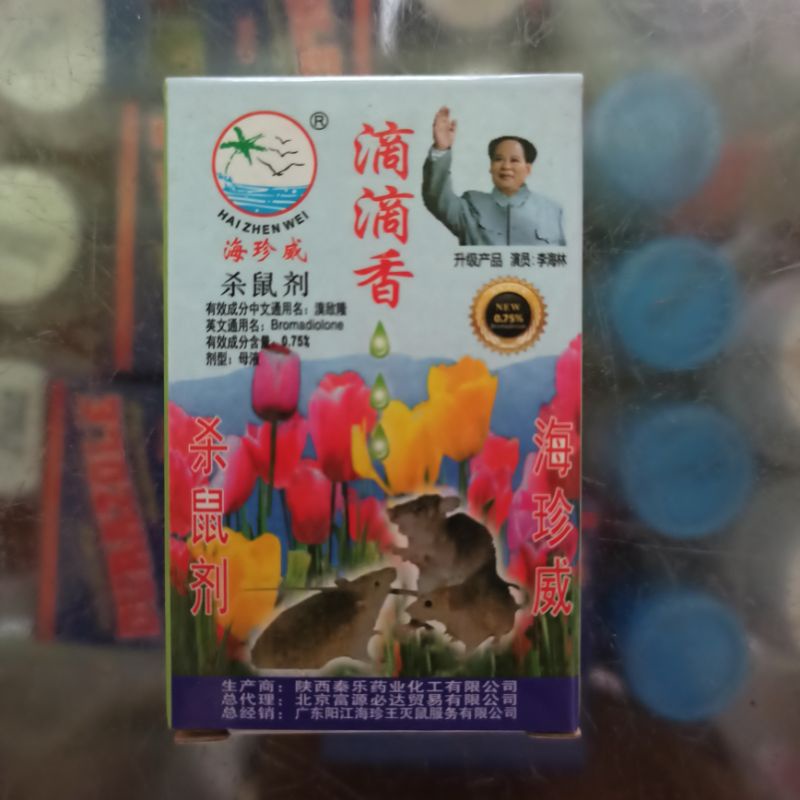 ®
HAI ZHEN WEI
海珍威
杀鼠剂
有效成分中文通用名：溴敌隆
英文通用名：Bromadiolone
有效成分含量：0.75%
剂型：母液
滴滴香
升级产品 演员：李海林
NEW
0.75%
Bromadiolone
杀鼠剂
海珍威
生产商：陕西秦乐药业化工有限公司
总代理：北京富源必达贸易有限公司
总经销：广东阳江海珍王灭鼠服务有限公司